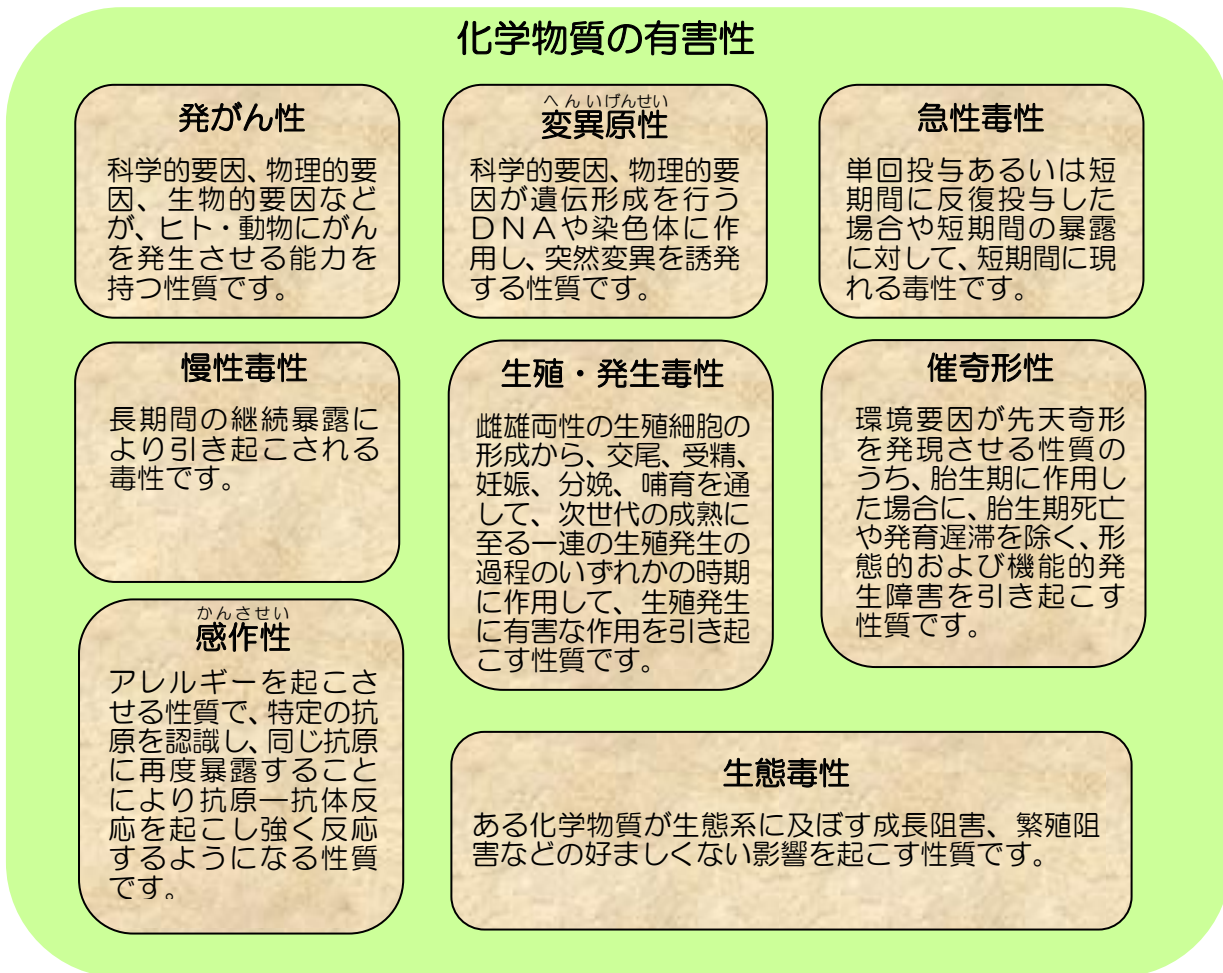 化学物質の有害性
発がん性
科学的要因、物理的要
因、生物的要因など
が、ヒト・動物にがん
を発生させる能力を
持つ性質です。
へんいげんせい
変異原性
科学的要因、物理的要
因が遺伝形成を行う
DNAや染色体に作
用し、突然変異を誘発
する性質です。
急性毒性
単回投与あるいは短
期間に反復投与した
場合や短期間の暴露
に対して、短期間に現
れる毒性です。
慢性毒性
長期間の継続暴露に
より引き起こされる
毒性です。
生殖・発生毒性
雌雄両性の生殖細胞の
形成から、交尾、受精、
妊娠、分娩、哺育を通
して、次世代の成熟に
至る一連の生殖発生の
過程のいずれかの時期
に作用して、生殖発生
に有害な作用を引き起
こす性質です。
催奇形性
環境要因が先天奇形
を発現させる性質の
うち、胎生期に作用し
た場合に、胎生期死亡
や発育遅滞を除く、形
態的および機能的発
生障害を引き起こす
性質です。
かんさせい
感作性
アレルギーを起こさ
せる性質で、特定の抗
原を認識し、同じ抗原
に再度暴露すること
により抗原―抗体反
応を起こし強く反応
するようになる性質
です。
生態毒性
ある化学物質が生態系に及ぼす成長阻害、繁殖阻
害などの好ましくない影響を起こす性質です。